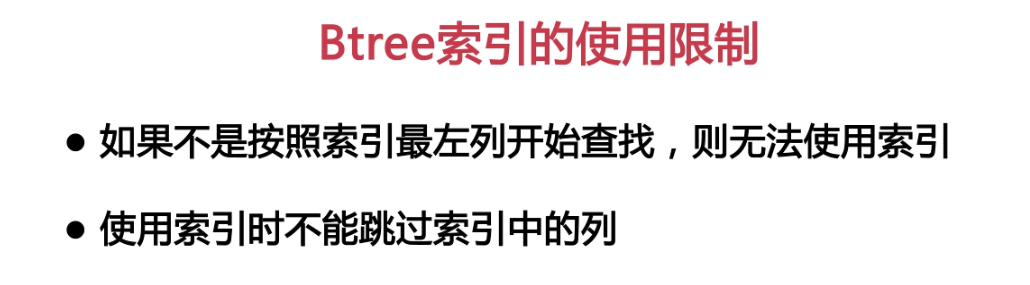 Btree索引的使用限制
● 如果不是按照索引最左列开始查找，则无法使用索引
● 使用索引时不能跳过索引中的列